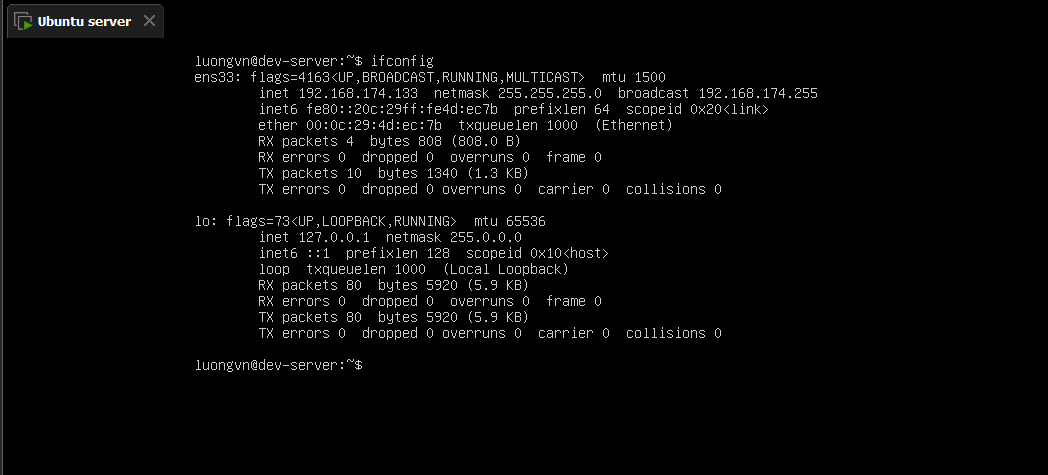 Ubuntu server
luongvn@dev-server:~$ ifconfig
ens33: flags=4163<UP,BROADCAST,RUNNING,MULTICAST>  mtu 1500
        inet 192.168.174.133  netmask 255.255.255.0  broadcast 192.168.174.255
        inet6 fe80::20c:29ff:fe4d:ec7b  prefixlen 64  scopeid 0x20<link>
        ether 00:0c:29:4d:ec:7b  txqueuelen 1000  (Ethernet)
        RX packets 4  bytes 808 (808.0 B)
        RX errors 0  dropped 0  overruns 0  frame 0
        TX packets 10  bytes 1340 (1.3 KB)
        TX errors 0  dropped 0 overruns 0  carrier 0  collisions 0
lo: flags=73<UP,LOOPBACK,RUNNING>  mtu 65536
        inet 127.0.0.1  netmask 255.0.0.0
        inet6 ::1  prefixlen 128  scopeid 0x10<host>
        loop  txqueuelen 1000  (Local Loopback)
        RX packets 80  bytes 5920 (5.9 KB)
        RX errors 0  dropped 0  overruns 0  frame 0
        TX packets 80  bytes 5920 (5.9 KB)
        TX errors 0  dropped 0 overruns 0  carrier 0  collisions 0
luongvn@dev-server:~$